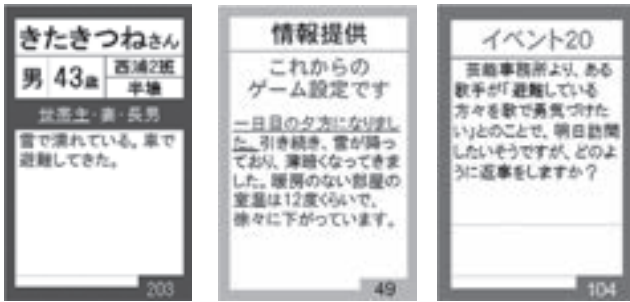 きたきつねさん
男 43歳 西浦2班
半壊
世帯主・妻・長男
雪で濡れている。車で
避難してきた。
203
情報提供
これからの
ゲーム設定です
一日目の夕方になりまし
た。引き続き、雪が降っ
ており、薄暗くなってきま
した。暖房のない部屋の
室温は12度くらいで、
徐々に下がっています。
49
イベント20
芸能事務所より、ある
歌手が「避難している
方々を歌で勇気づけた
い」とのことで、明日訪問
したいそうですが、どのよ
うに返事をしますか？
104